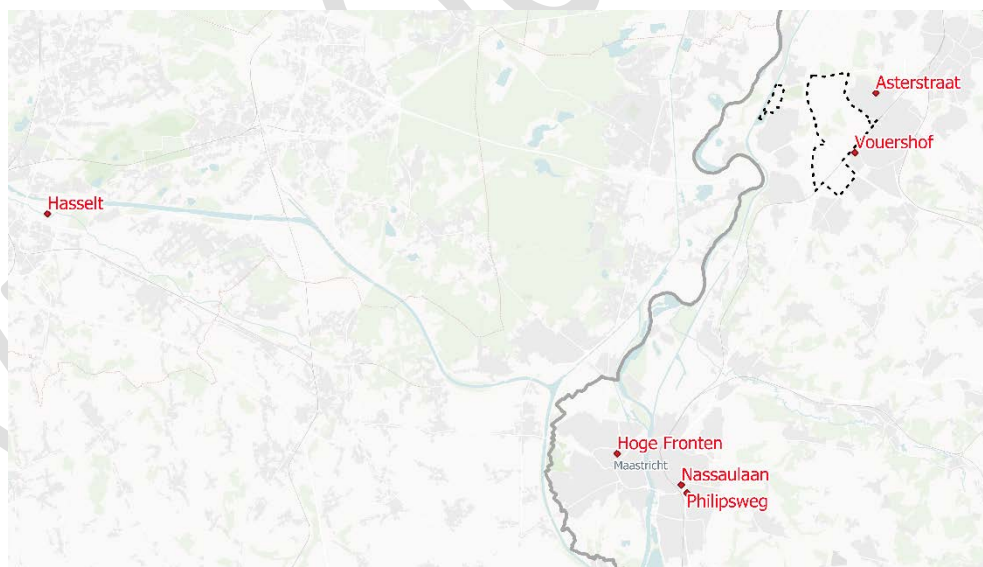 Asterstraat
Vouershof
Hasselt
Hoge Fronten
Maastricht
Nassaulaan
Philipsweg